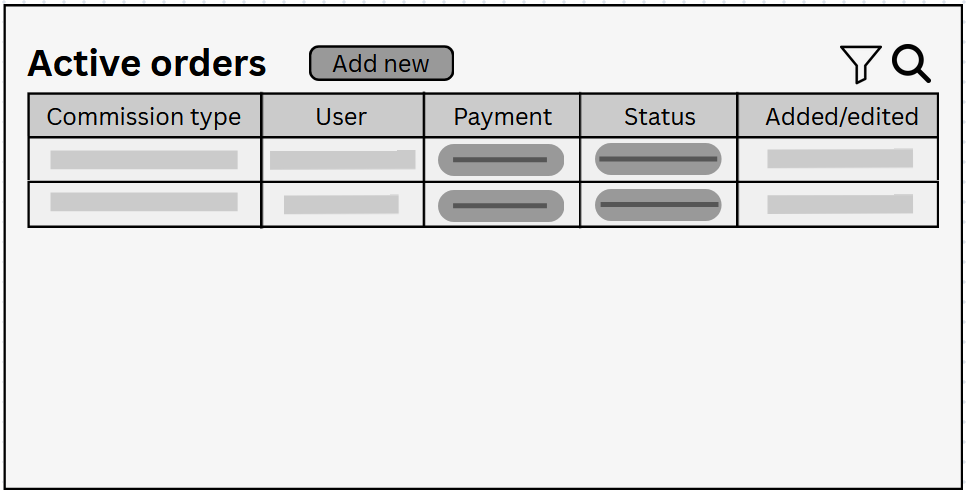 Active orders
Add new
Commission type User Payment Status Added/edited